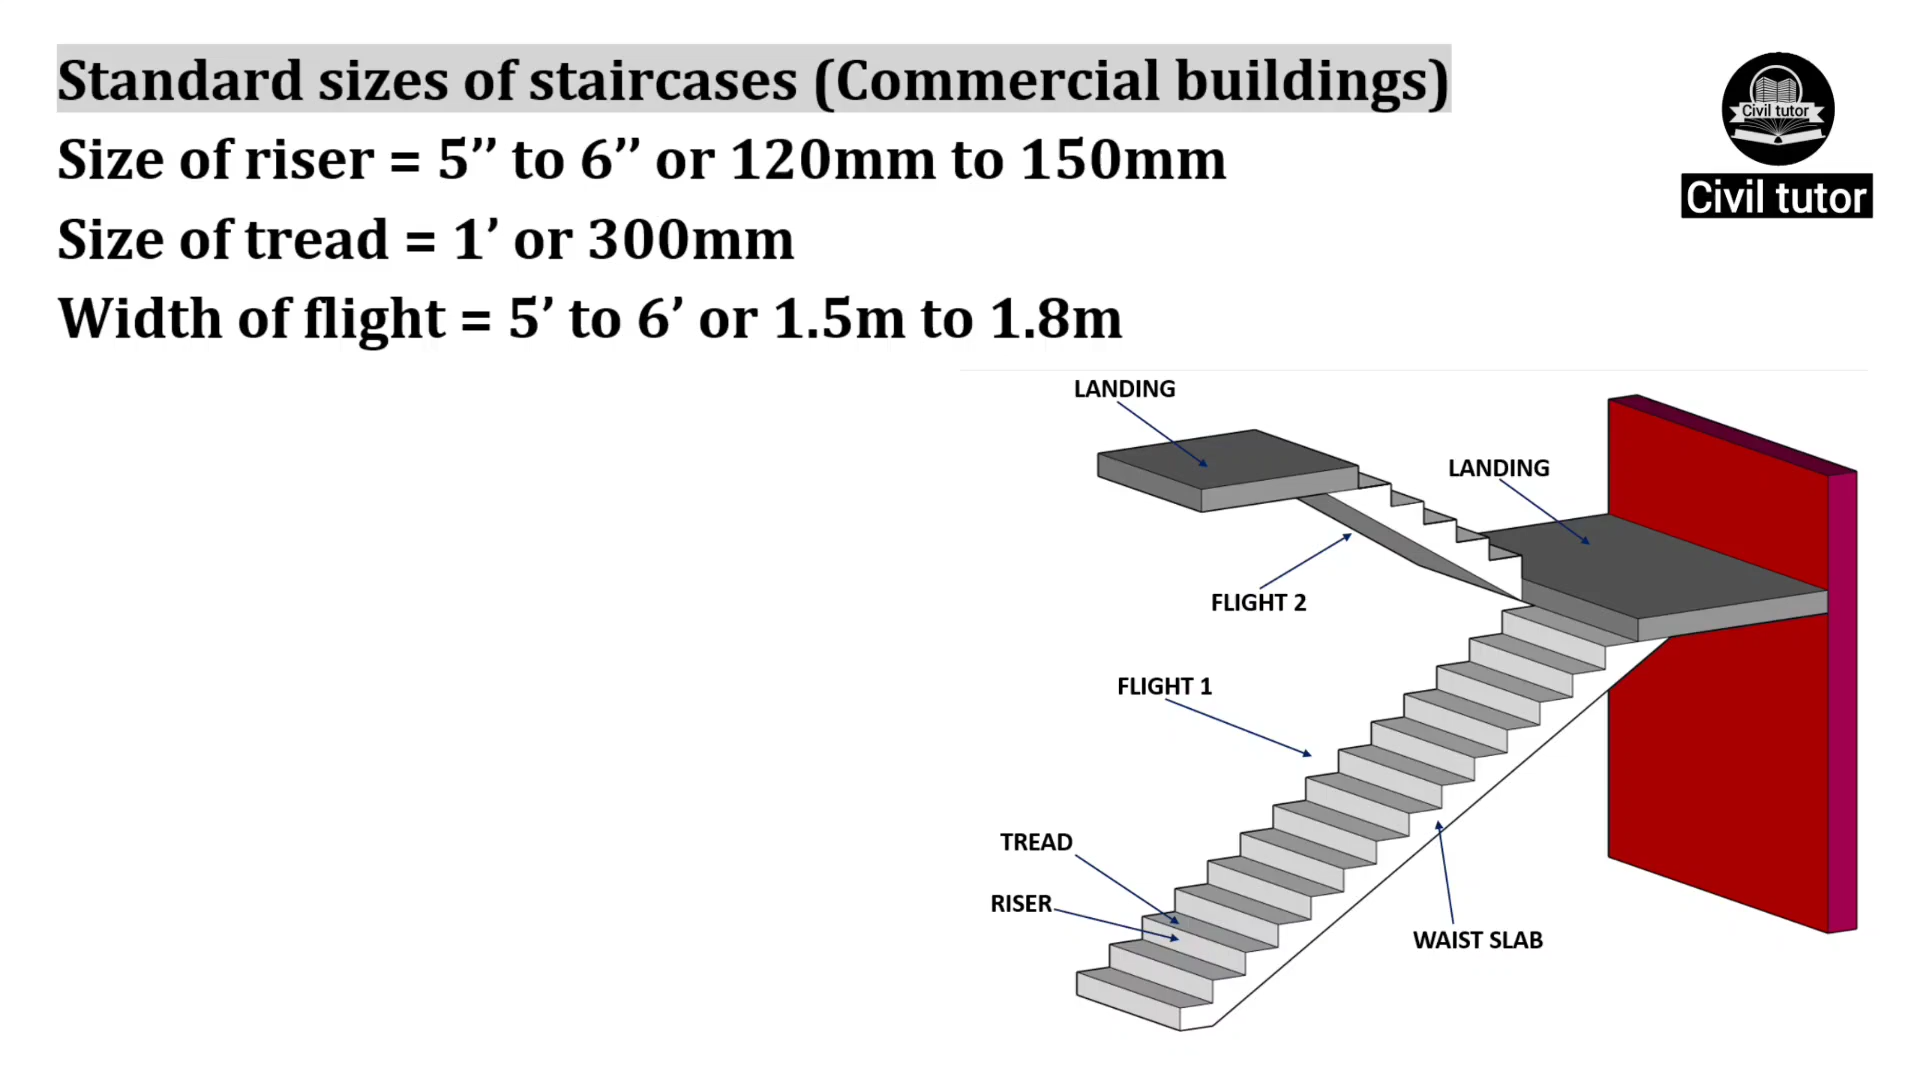 Standard sizes of staircases (Commercial buildings)
Size of riser = 5’’ to 6’’ or 120mm to 150mm
Size of tread = 1’ or 300mm
Width of flight = 5’ to 6’ or 1.5m to 1.8m
Civil tutor
Civil tutor
LANDING
LANDING
FLIGHT 2
FLIGHT 1
TREAD
RISER
WAIST SLAB